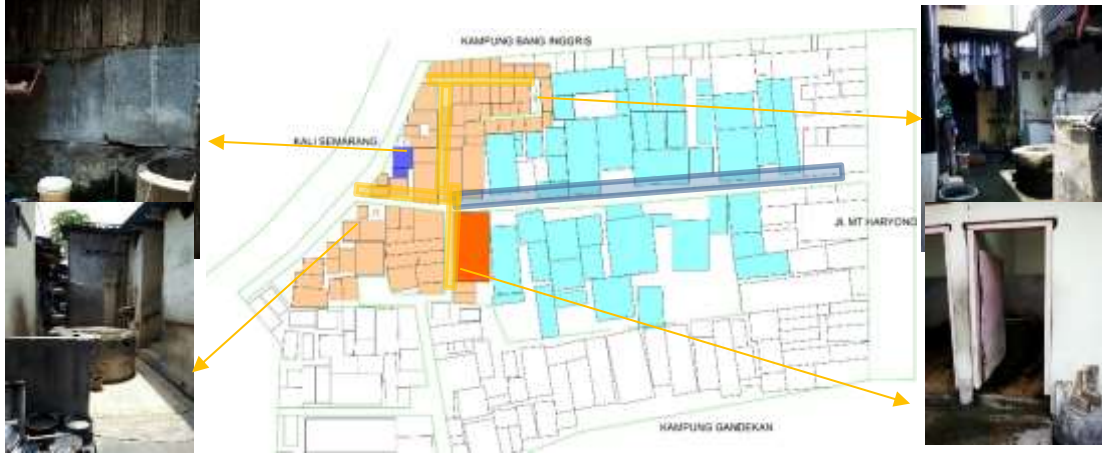 KAMPUNG BANG INGGRIS
KALI SEMARANG
JL MT HARYONO
KAMPUNG GANDEKAN